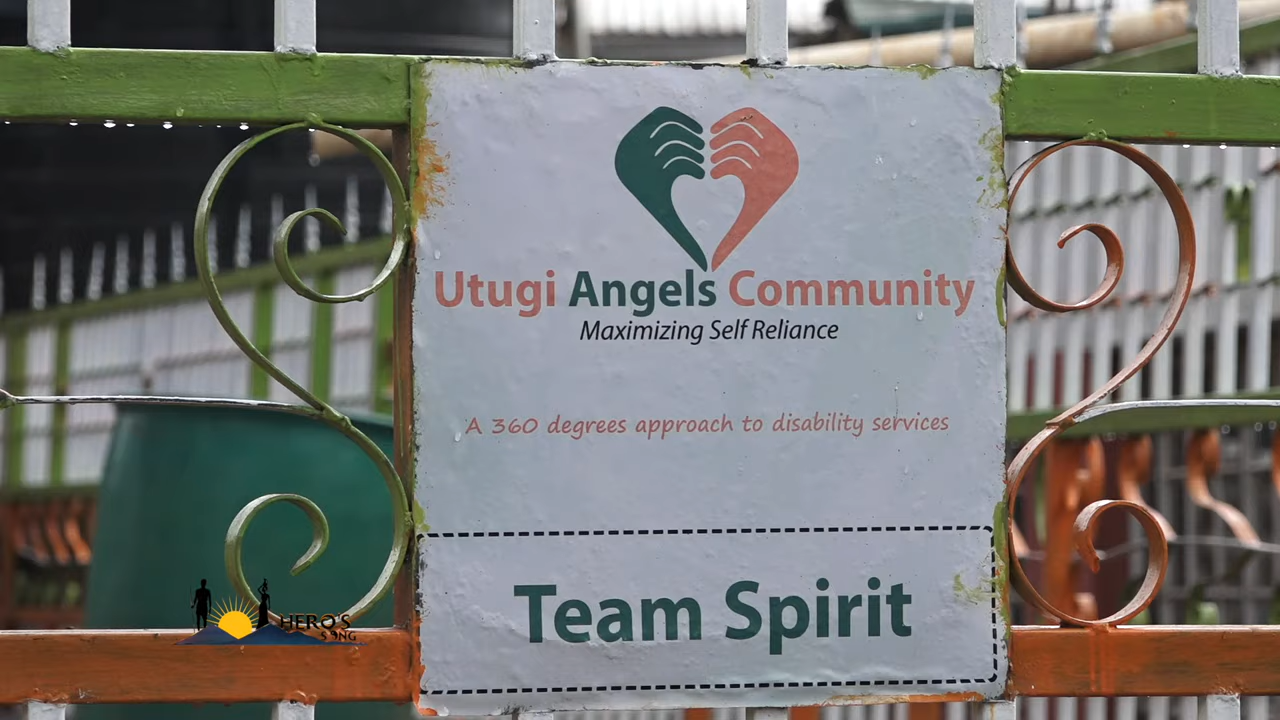 Utugi Angels Community
Maximizing Self Reliance
A 360 degrees approach to disability services
Team Spirit
HERO'S
SONG